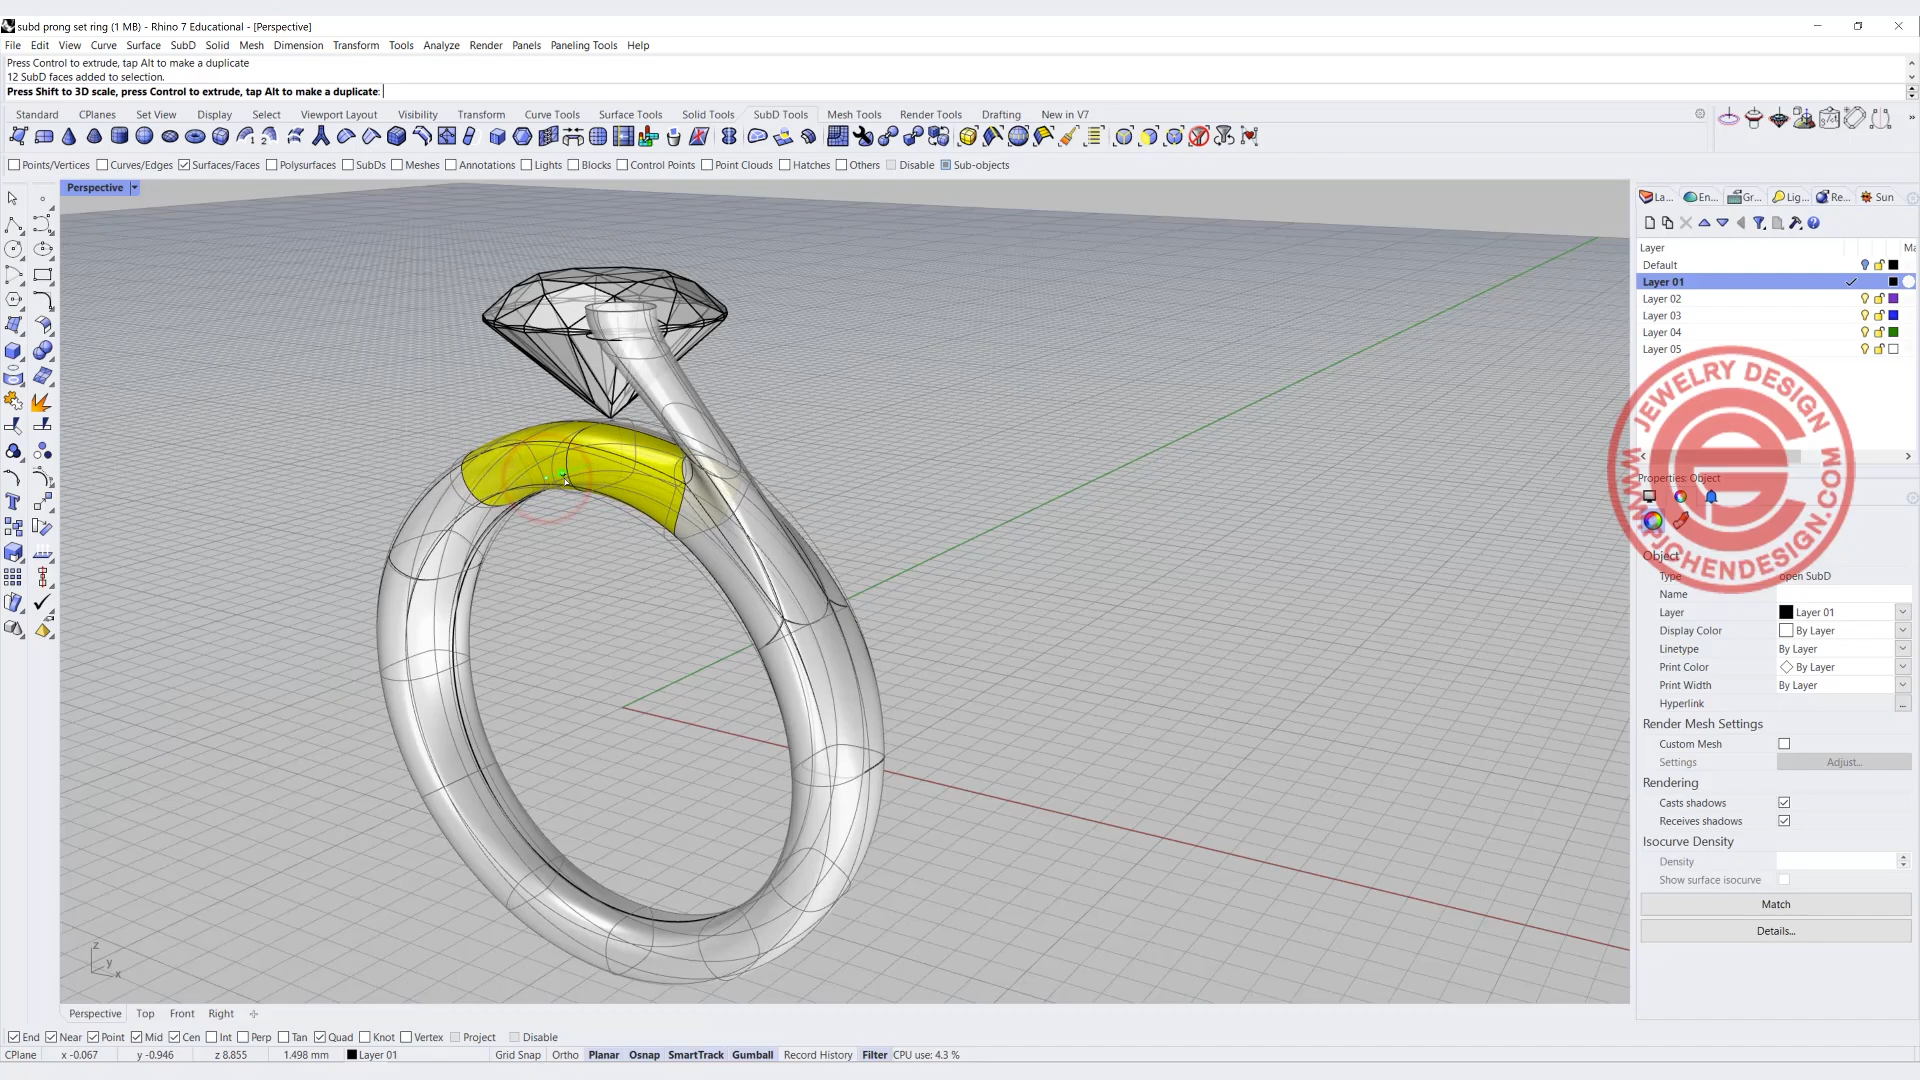 subd prong set ring (1 MB) - Rhino 7 Educational - [Perspective]
File Edit View Curve Surface SubD Solid Mesh Dimension Transform Tools Analyze Render Panels Paneling Tools Help
Press Control to extrude, tap Alt to make a duplicate
12 SubD faces added to selection.
Press Shift to 3D scale, press Control to extrude, tap Alt to make a duplicate:
Standard CPlanes Set View Display Select Viewport Layout Visibility Transform Curve Tools Surface Tools Solid Tools SubD Tools Mesh Tools Render Tools Drafting New in V7
Points/Vertices Curves/Edges Surfaces/Faces Polysurfaces SubDs Meshes Annotations Lights Blocks Control Points Point Clouds Hatches Others Disable Sub-objects
Perspective
La... En... Gr... Lig... Re... Sun
Layer Ma
Default
Layer 01
Layer 02
Layer 03
Layer 04
Layer 05
JEWELRY DESIGN
WWW.PJCHENDESIGN.COM
Properties: Object
Object
Type open SubD
Name
Layer Layer 01
Display Color By Layer
Linetype By Layer
Print Color By Layer
Print Width By Layer
Hyperlink ...
Render Mesh Settings
Custom Mesh
Settings Adjust...
Rendering
Casts shadows
Receives shadows
Isocurve Density
Density
Show surface isocurve
Match
Details...
z
y
x
Perspective Top Front Right
End Near Point Mid Cen Int Perp Tan Quad Knot Vertex Project Disable
CPlane x -0.067 y -0.946 z 8.855 1.498 mm Layer 01 Grid Snap Ortho Planar Osnap SmartTrack Gumball Record History Filter CPU use: 4.3 %